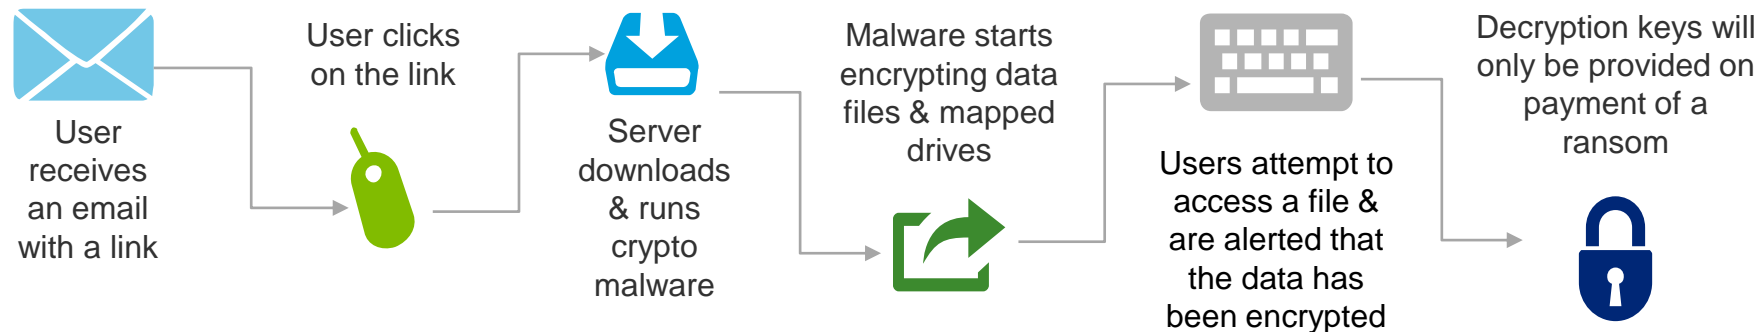 User
receives
an email
with a link
User clicks
on the link
Server
downloads
& runs
crypto
malware
Malware starts
encrypting data
files & mapped
drives
Users attempt to
access a file &
are alerted that
the data has
been encrypted
Decryption keys will
only be provided on
payment of a
ransom